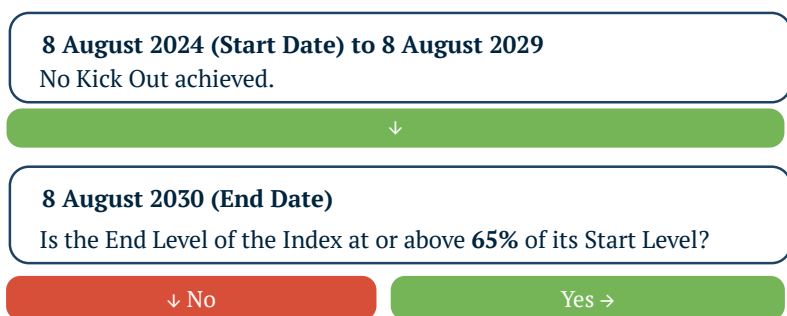 8 August 2024 (Start Date) to 8 August 2029
No Kick Out achieved.
↓
8 August 2030 (End Date)
Is the End Level of the Index at or above 65% of its Start Level?
↓ No
Yes →